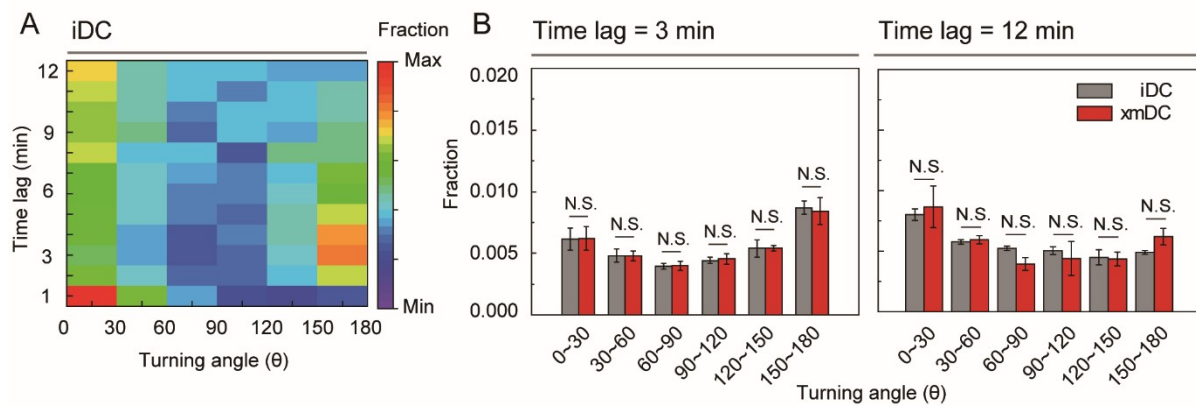 A
iDC
Fraction
Max
Min
Time lag (min)
12
9
6
3
1
0 30 60 90 120 150 180
Turning angle (θ)
B
Time lag = 3 min
Time lag = 12 min
Fraction
0.020
0.015
0.010
0.005
0.000
N.S. N.S. N.S. N.S. N.S. N.S.
0~30 30~60 60~90 90~120 120~150 150~180
iDC
xmDC
N.S. N.S. N.S. N.S. N.S. N.S.
0~30 30~60 60~90 90~120 120~150 150~180
Turning angle (θ)